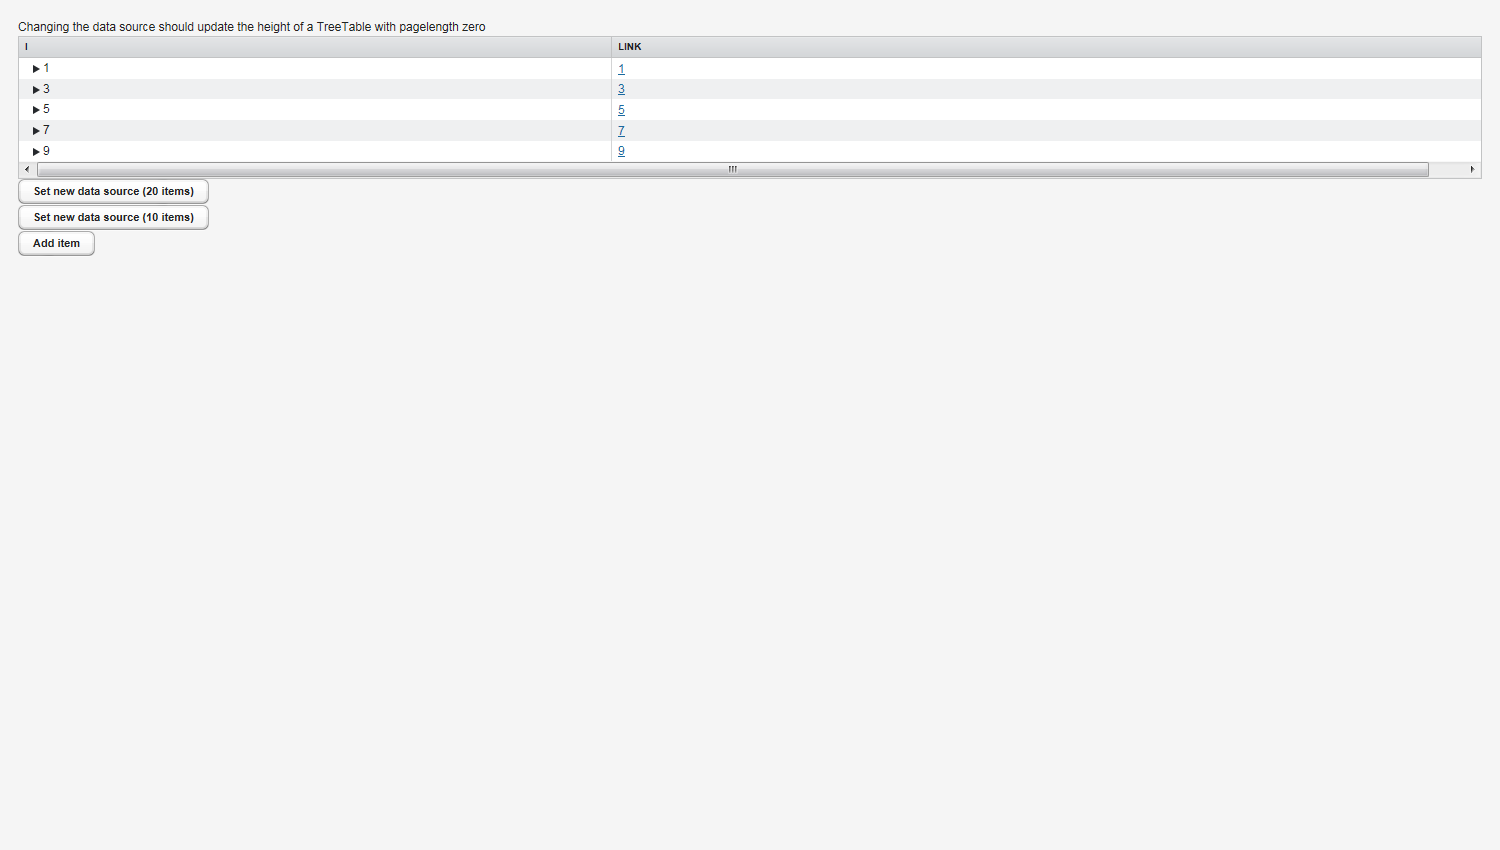 Changing the data source should update the height of a TreeTable with pagelength zero
I LINK
1 1
3 3
5 5
7 7
9 9
Set new data source (20 items)
Set new data source (10 items)
Add item